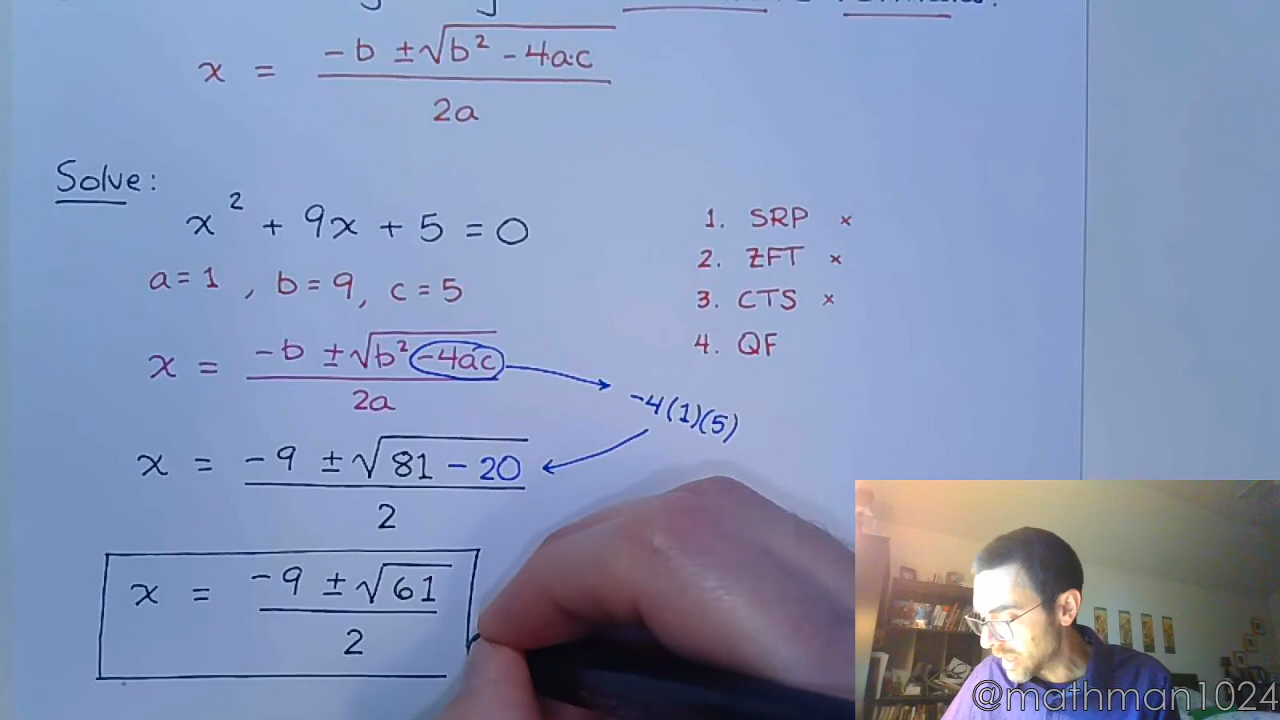 x = -b ± √b² - 4ac / 2a
Solve:
x² + 9x + 5 = 0
a = 1 , b = 9, c = 5
x = -b ± √b² - 4ac / 2a
-4(1)(5)
x = -9 ± √81 - 20 / 2
x = -9 ± √61 / 2
1. SRP ×
2. ZFT ×
3. CTS ×
4. QF
@mathman1024